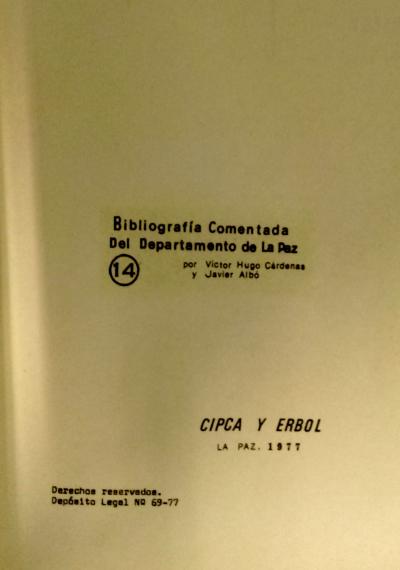 Bibliografía Comentada
Del Departamento de La Paz
14
por Victor Hugo Cárdenas
y Javier Albó
CIPCA Y ERBOL
LA PAZ. 1977
Derechos reservados.
Depósito Legal Nº 69-77